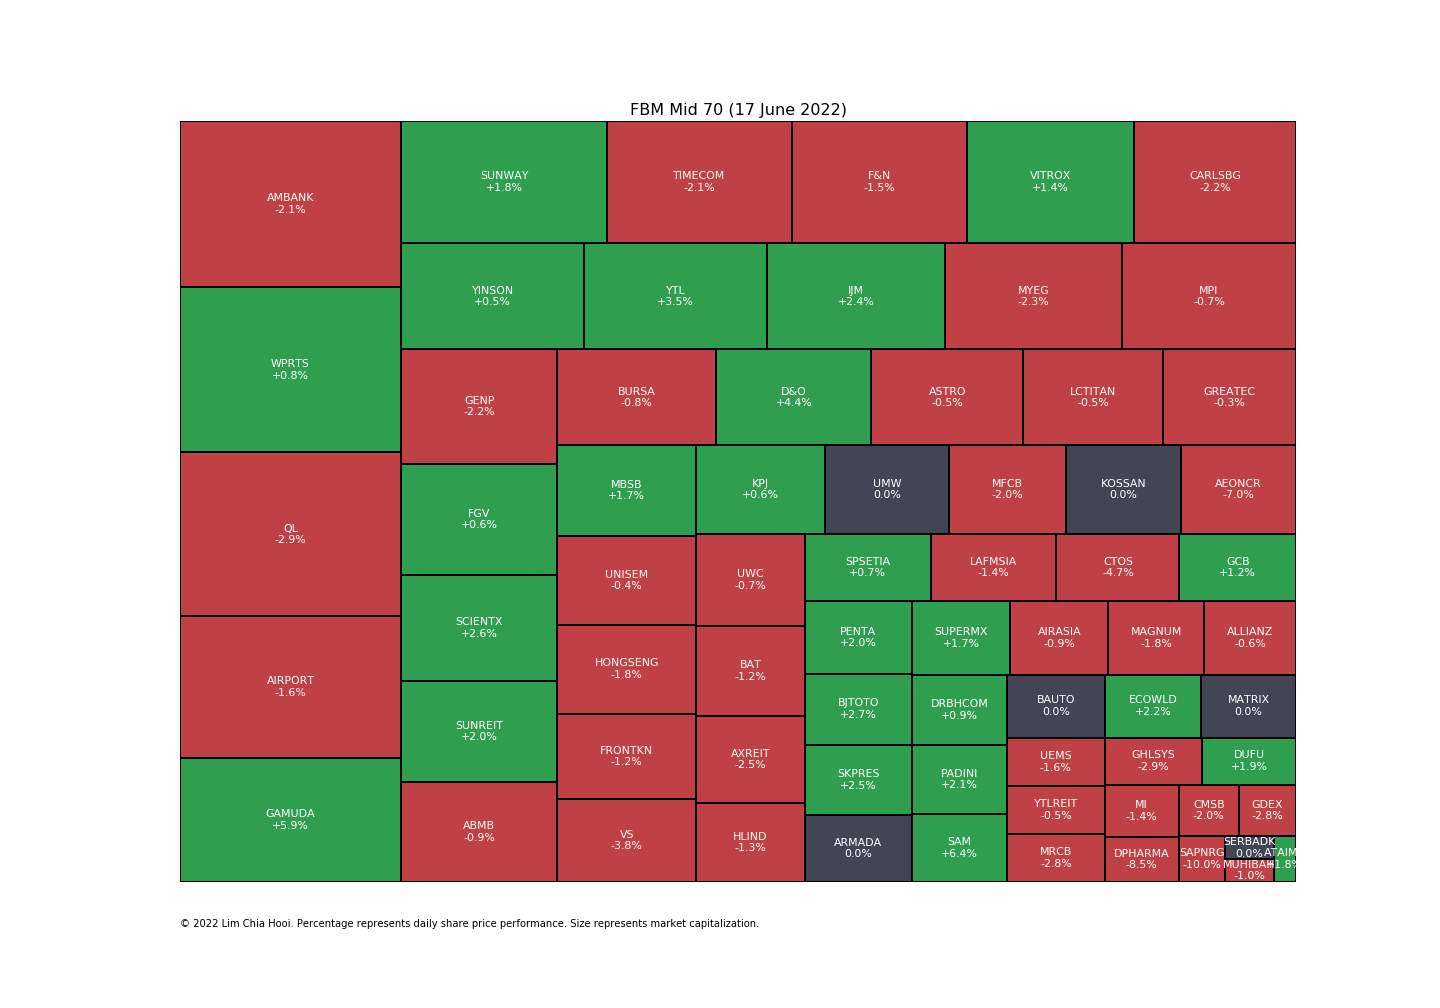 FBM Mid 70 (17 June 2022)
AMBANK
-2.1%
WPRTS
+0.8%
QL
-2.9%
AIRPORT
-1.6%
GAMUDA
+5.9%
SUNWAY
+1.8%
TIMECOM
-2.1%
F&N
-1.5%
VITROX
+1.4%
CARLSBG
-2.2%
YINSON
+0.5%
YTL
+3.5%
IJM
+2.4%
MYEG
-2.3%
MPI
-0.7%
GENP
-2.2%
FGV
+0.6%
SCIENTX
+2.6%
SUNREIT
+2.0%
ABMB
-0.9%
BURSA
-0.8%
D&O
+4.4%
ASTRO
-0.5%
LCTITAN
-0.5%
GREATEC
-0.3%
MBSB
+1.7%
UNISEM
-0.4%
HONGSENG
-1.8%
FRONTKN
-1.2%
VS
-3.8%
KPJ
+0.6%
UMW
0.0%
MFCB
-2.0%
KOSSAN
0.0%
AEONCR
-7.0%
UWC
-0.7%
BAT
-1.2%
AXREIT
-2.5%
HLIND
-1.3%
SPSETIA
+0.7%
LAFMSIA
-1.4%
CTOS
-4.7%
GCB
+1.2%
PENTA
+2.0%
BJTOTO
+2.7%
SKPRES
+2.5%
ARMADA
0.0%
SUPERMX
+1.7%
AIRASIA
-0.9%
MAGNUM
-1.8%
ALLIANZ
-0.6%
DRBHCOM
+0.9%
PADINI
+2.1%
SAM
+6.4%
BAUTO
0.0%
ECOWLD
+2.2%
MATRIX
0.0%
UEMS
-1.6%
YTLREIT
-0.5%
MRCB
-2.8%
GHLSYS
-2.9%
DUFU
+1.9%
MI
-1.4%
DPHARMA
-8.5%
CMSB
-2.0%
GDEX
-2.8%
SAPNRG
-10.0%
SERBADK
0.0%
MUHIBAH
-1.0%
ATAIMS
+1.8%
© 2022 Lim Chia Hooi. Percentage represents daily share price performance. Size represents market capitalization.